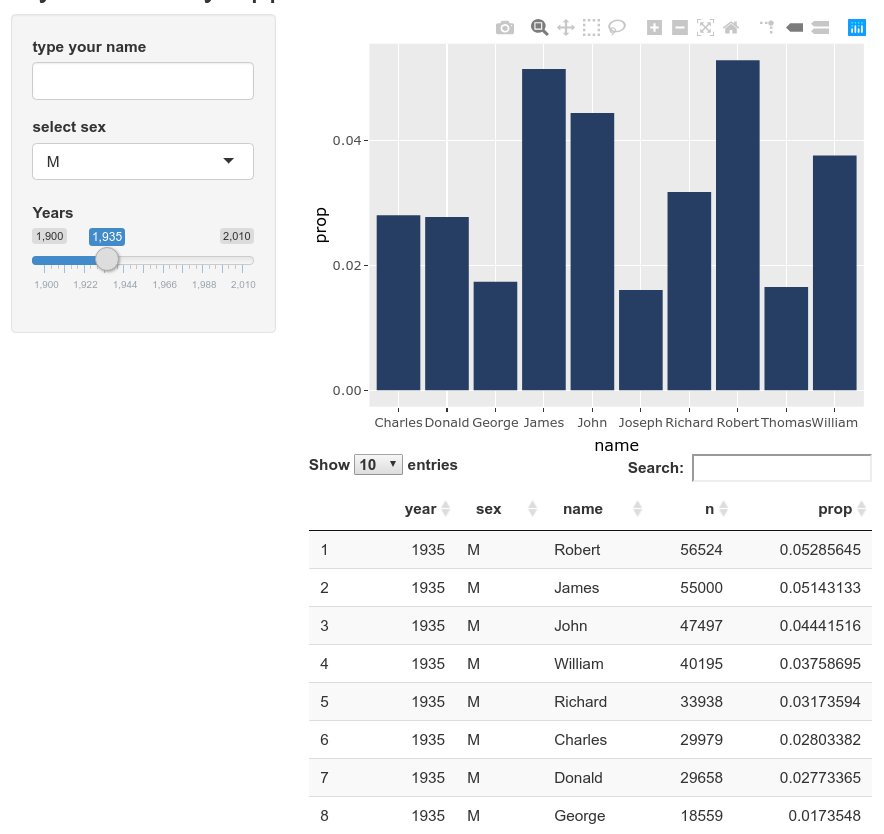 type your name
select sex
M
Years
1,900 1,935 2,010
1,900 1,922 1,944 1,966 1,988 2,010
prop
0.04
0.02
0.00
Charles Donald George James John Joseph Richard Robert Thomas William
name
Show 10 entries Search:
year sex name n prop
1 1935 M Robert 56524 0.05285645
2 1935 M James 55000 0.05143133
3 1935 M John 47497 0.04441516
4 1935 M William 40195 0.03758695
5 1935 M Richard 33938 0.03173594
6 1935 M Charles 29979 0.02803382
7 1935 M Donald 29658 0.02773365
8 1935 M George 18559 0.0173548